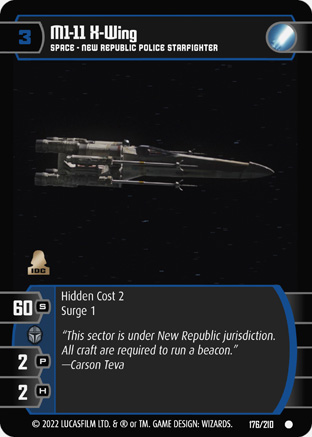 3
M1-11 X-Wing
SPACE - NEW REPUBLIC POLICE STARFIGHTER
IDC
60 S
Hidden Cost 2
Surge 1
“This sector is under New Republic jurisdiction.
All craft are required to run a beacon.”
—Carson Teva
2 P
2 H
© 2022 LUCASFILM LTD. & ® or TM. GAME DESIGN: WIZARDS. 176/210